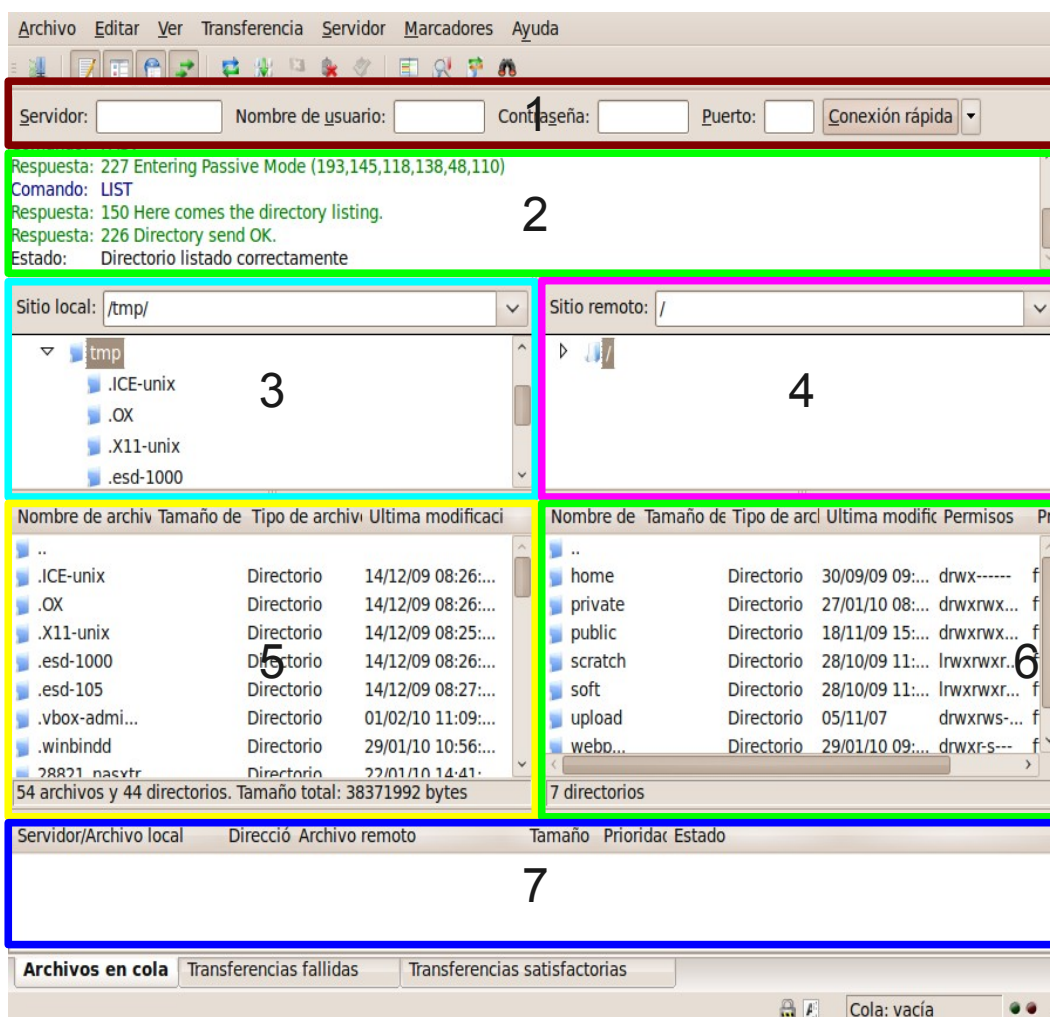 Archivo Editar Ver Transferencia Servidor Marcadores Ayuda
Servidor: Nombre de usuario: Contraseña: Puerto: Conexión rápida
1
Respuesta: 227 Entering Passive Mode (193,145,118,138,48,110)
Comando: LIST
Respuesta: 150 Here comes the directory listing.
Respuesta: 226 Directory send OK.
Estado: Directorio listado correctamente
2
Sitio local: /tmp/
tmp
.ICE-unix
.OX
.X11-unix
.esd-1000
3
Sitio remoto: /
/
4
Nombre de archiv Tamaño de Tipo de archiv Ultima modificaci
..
.ICE-unix Directorio 14/12/09 08:26:...
.OX Directorio 14/12/09 08:26:...
.X11-unix Directorio 14/12/09 08:25:...
.esd-1000 Directorio 14/12/09 08:26:...
.esd-105 Directorio 14/12/09 08:27:...
.vbox-admi... Directorio 01/02/10 11:09:...
.winbindd Directorio 29/01/10 10:56:...
28821 nasxtr Directorio 22/01/10 14:41:
54 archivos y 44 directorios. Tamaño total: 38371992 bytes
5
Nombre de Tamaño de Tipo de arcl Ultima modific Permisos Pr
..
home Directorio 30/09/09 09:... drwx------ f
private Directorio 27/01/10 08:... drwxrwx... f
public Directorio 18/11/09 15:... drwxrwx... f
scratch Directorio 28/10/09 11:... lrwxrwxr...
soft Directorio 28/10/09 11:... lrwxrwxr... f
upload Directorio 05/11/07 drwxrws-... f
webp... Directorio 29/01/10 09:... drwxr-s--- f
7 directorios
6
Servidor/Archivo local Direcció Archivo remoto Tamaño Prioridac Estado
7
Archivos en cola Transferencias fallidas Transferencias satisfactorias
Cola: vacía